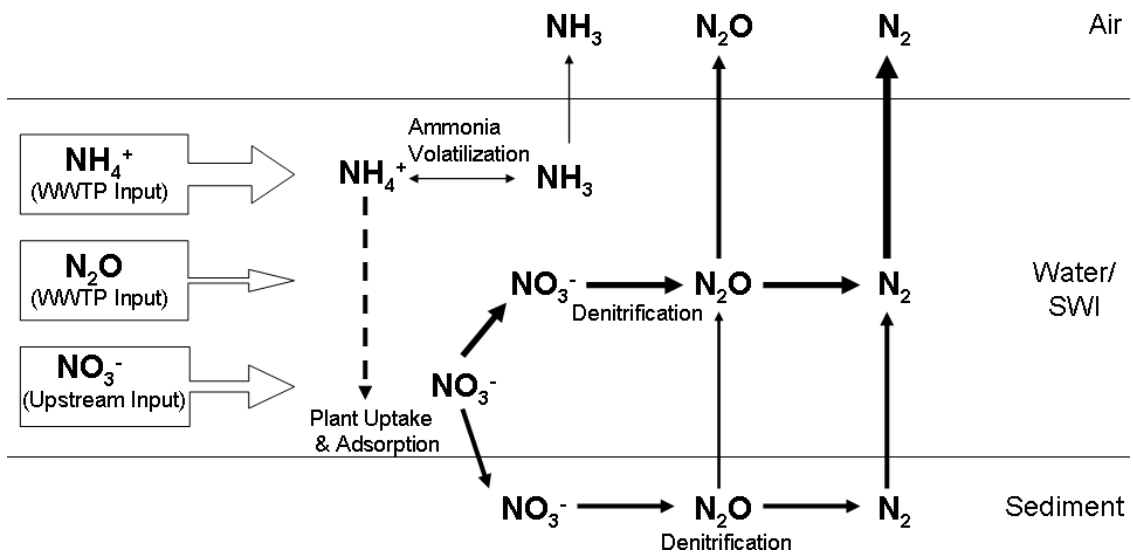 NH₃ N₂O N₂ Air
Ammonia
Volatilization
NH₄⁺
(WWTP Input)
NH₄⁺ NH₃
N₂O
(WWTP Input)
NO₃⁻ N₂O N₂
Denitrification
Water/
SWI
NO₃⁻
(Upstream Input)
NO₃⁻
Plant Uptake
& Adsorption
NO₃⁻ N₂O N₂ Sediment
Denitrification